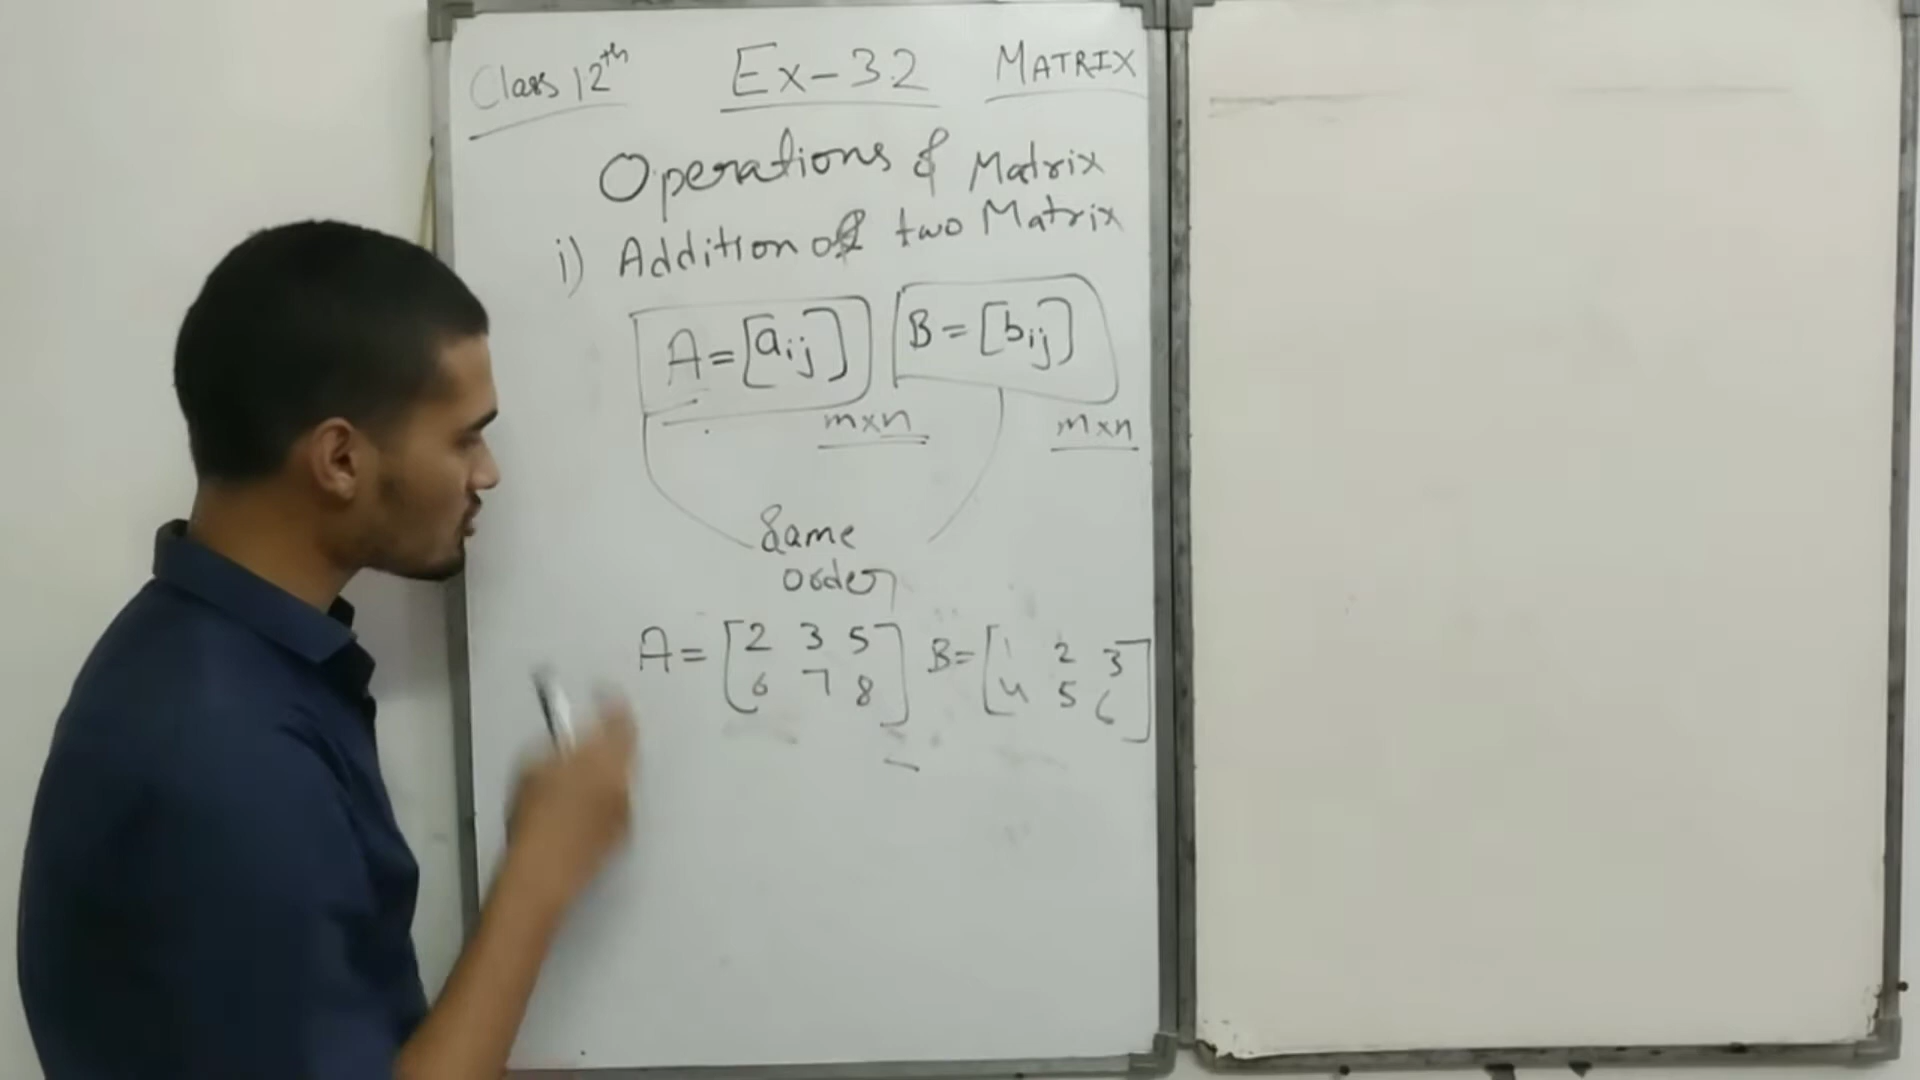 Class 12th Ex-3.2 MATRIX
Operations of Matrix
i) Addition of two Matrix
A = [aij] B = [bij]
m×n m×n
Same
order
A = [2 3 5 B = [1 2 3
6 7 8] 4 5 6]